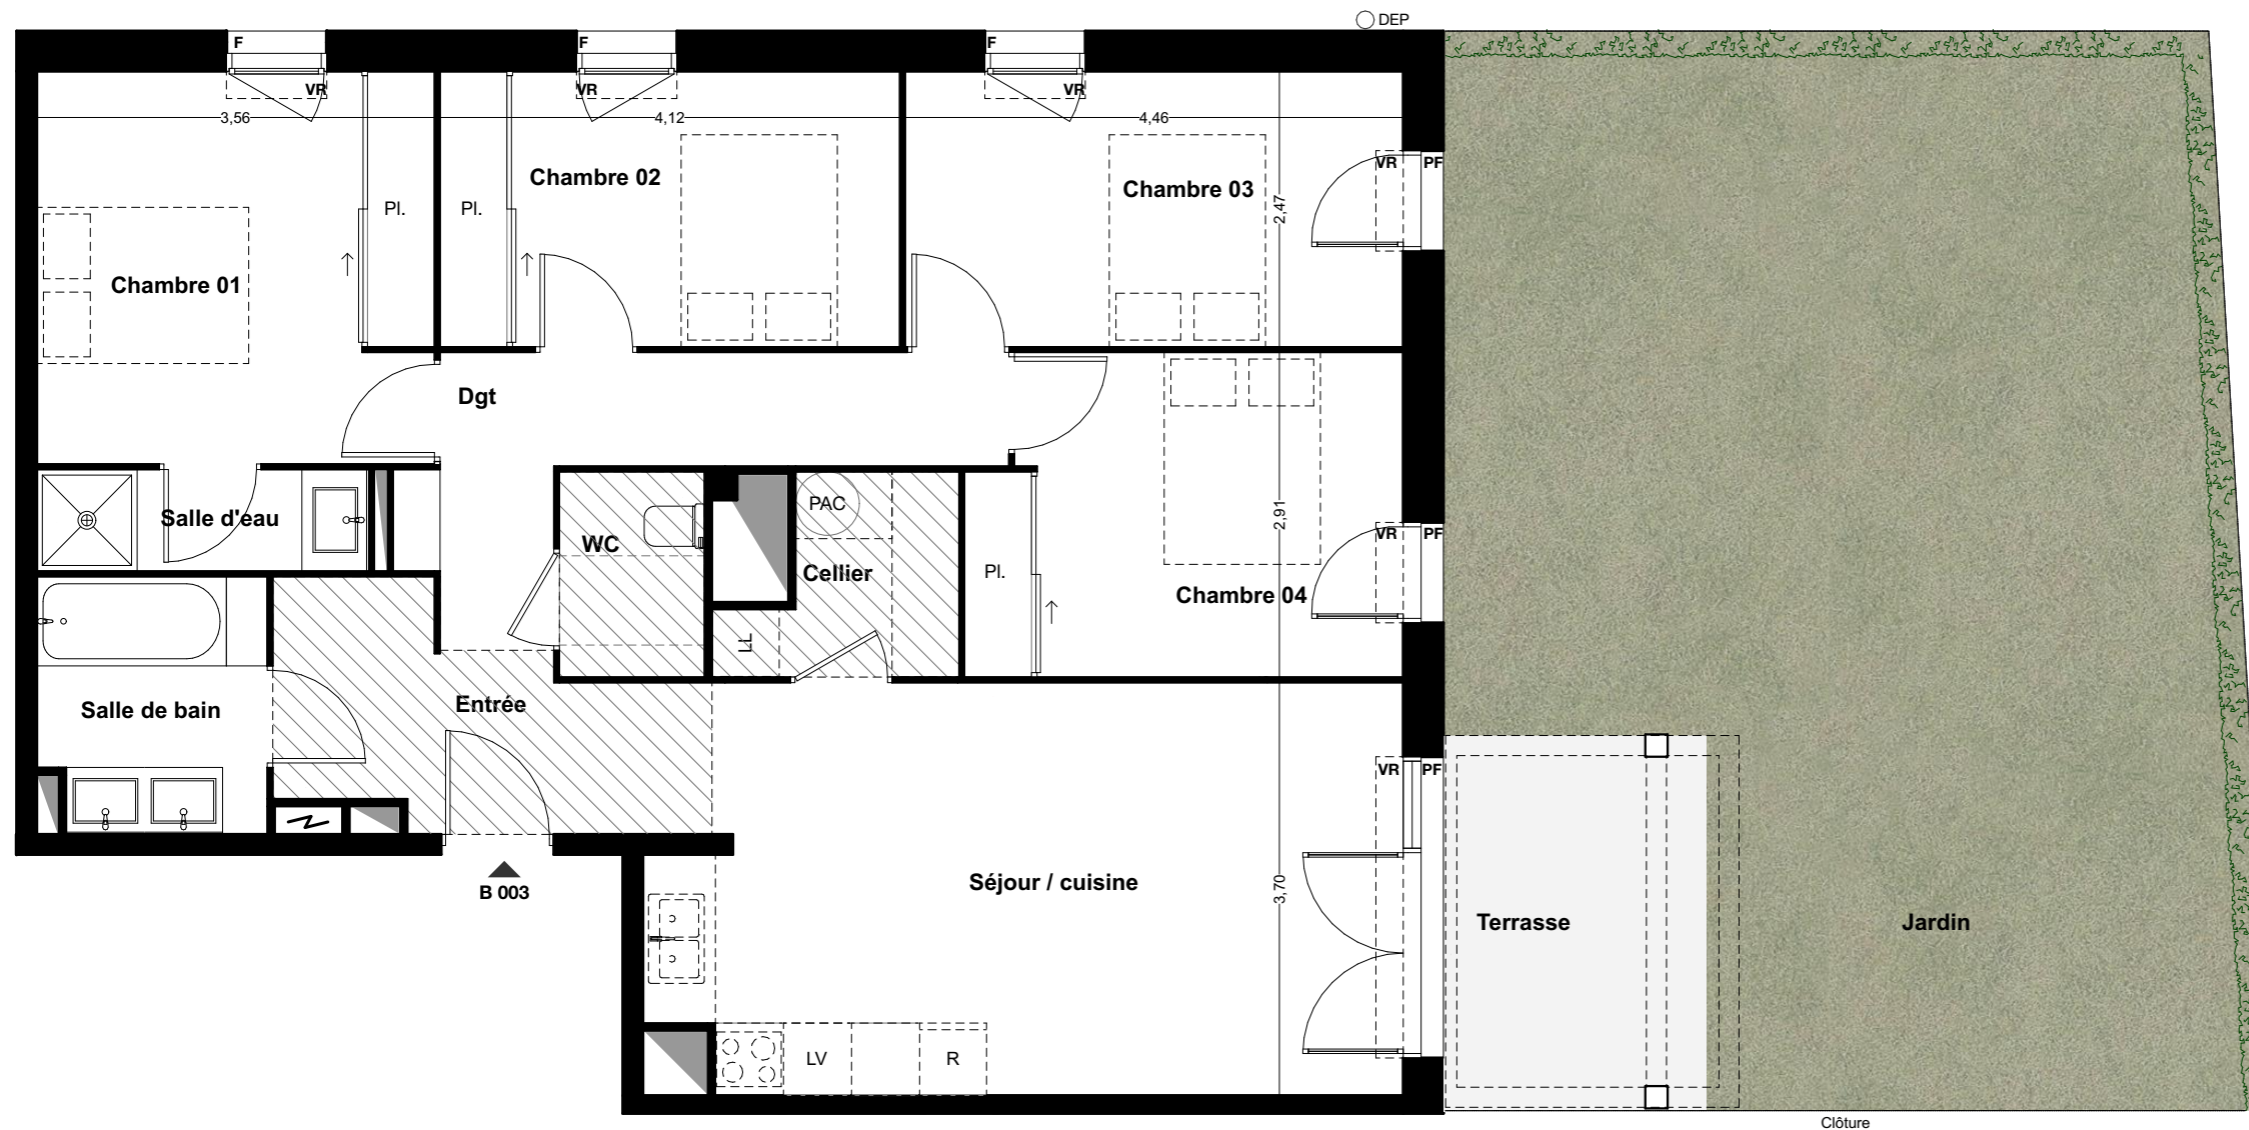 DEP
F
F
F
VR
VR
VR
3,56
4,12
4,46
VR
PF
Chambre 02
Chambre 03
Pl.
Pl.
2,47
Chambre 01
Dgt
PAC
2,91
Salle d'eau
WC
VR
PF
Cellier
Pl.
Chambre 04
LL
Entrée
Salle de bain
VR
PF
B 003
Séjour / cuisine
3,70
Terrasse
Jardin
LV
R
Clôture